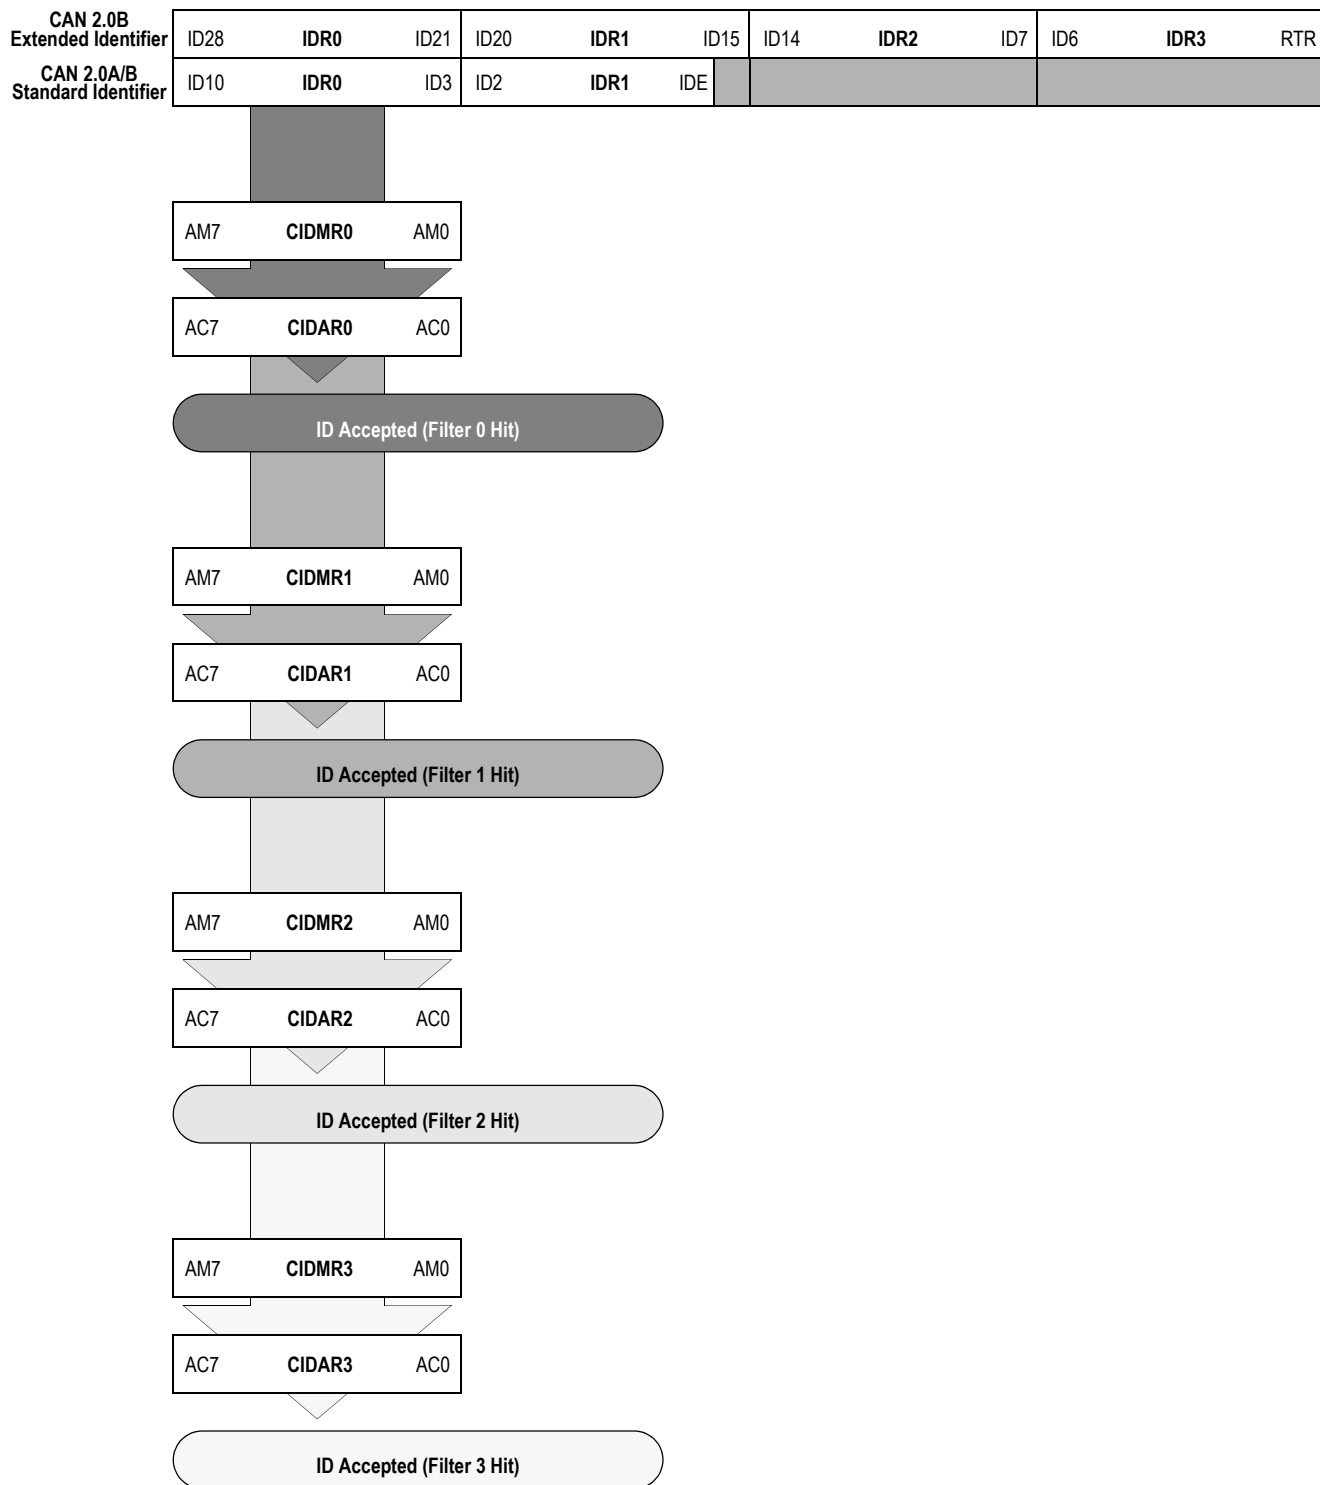 CAN 2.0B
Extended Identifier ID28 IDR0 ID21 ID20 IDR1 ID15 ID14 IDR2 ID7 ID6 IDR3 RTR
CAN 2.0A/B
Standard Identifier ID10 IDR0 ID3 ID2 IDR1 IDE
AM7 CIDMR0 AM0
AC7 CIDAR0 AC0
ID Accepted (Filter 0 Hit)
AM7 CIDMR1 AM0
AC7 CIDAR1 AC0
ID Accepted (Filter 1 Hit)
AM7 CIDMR2 AM0
AC7 CIDAR2 AC0
ID Accepted (Filter 2 Hit)
AM7 CIDMR3 AM0
AC7 CIDAR3 AC0
ID Accepted (Filter 3 Hit)